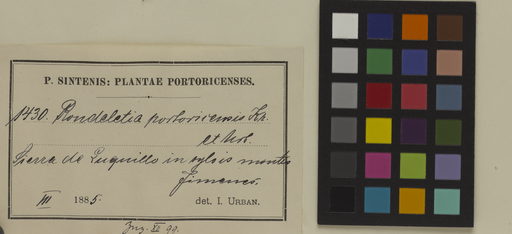 P. SINTENIS: PLANTAE PORTORICENSES.
1430. Rondeletia portoricensis Kr.
et Urb.
Sierra de Luquillo in sylvis montis
Jimenes.
III 1885. det. I. URBAN.